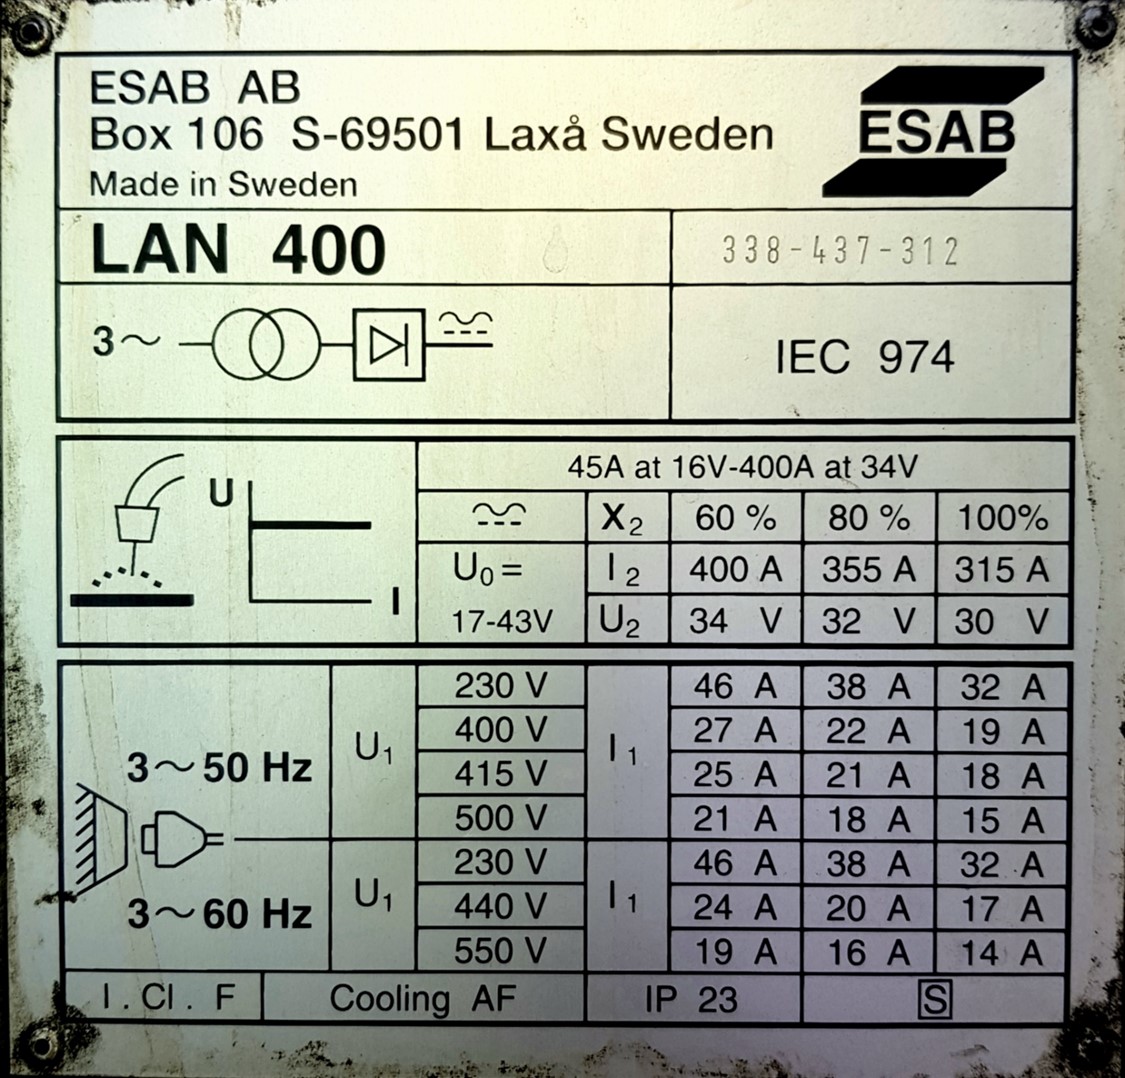 ESAB AB
Box 106 S-69501 Laxå Sweden
Made in Sweden
ESAB
LAN 400
338-437-312
3~
IEC 974
U
I
45A at 16V-400A at 34V
X2 60 % 80 % 100%
U0= I2 400 A 355 A 315 A
17-43V U2 34 V 32 V 30 V
3~50 Hz
U1
I1
230 V 46 A 38 A 32 A
400 V 27 A 22 A 19 A
415 V 25 A 21 A 18 A
500 V 21 A 18 A 15 A
3~60 Hz
U1
I1
230 V 46 A 38 A 32 A
440 V 24 A 20 A 17 A
550 V 19 A 16 A 14 A
I . Cl . F Cooling AF IP 23 S